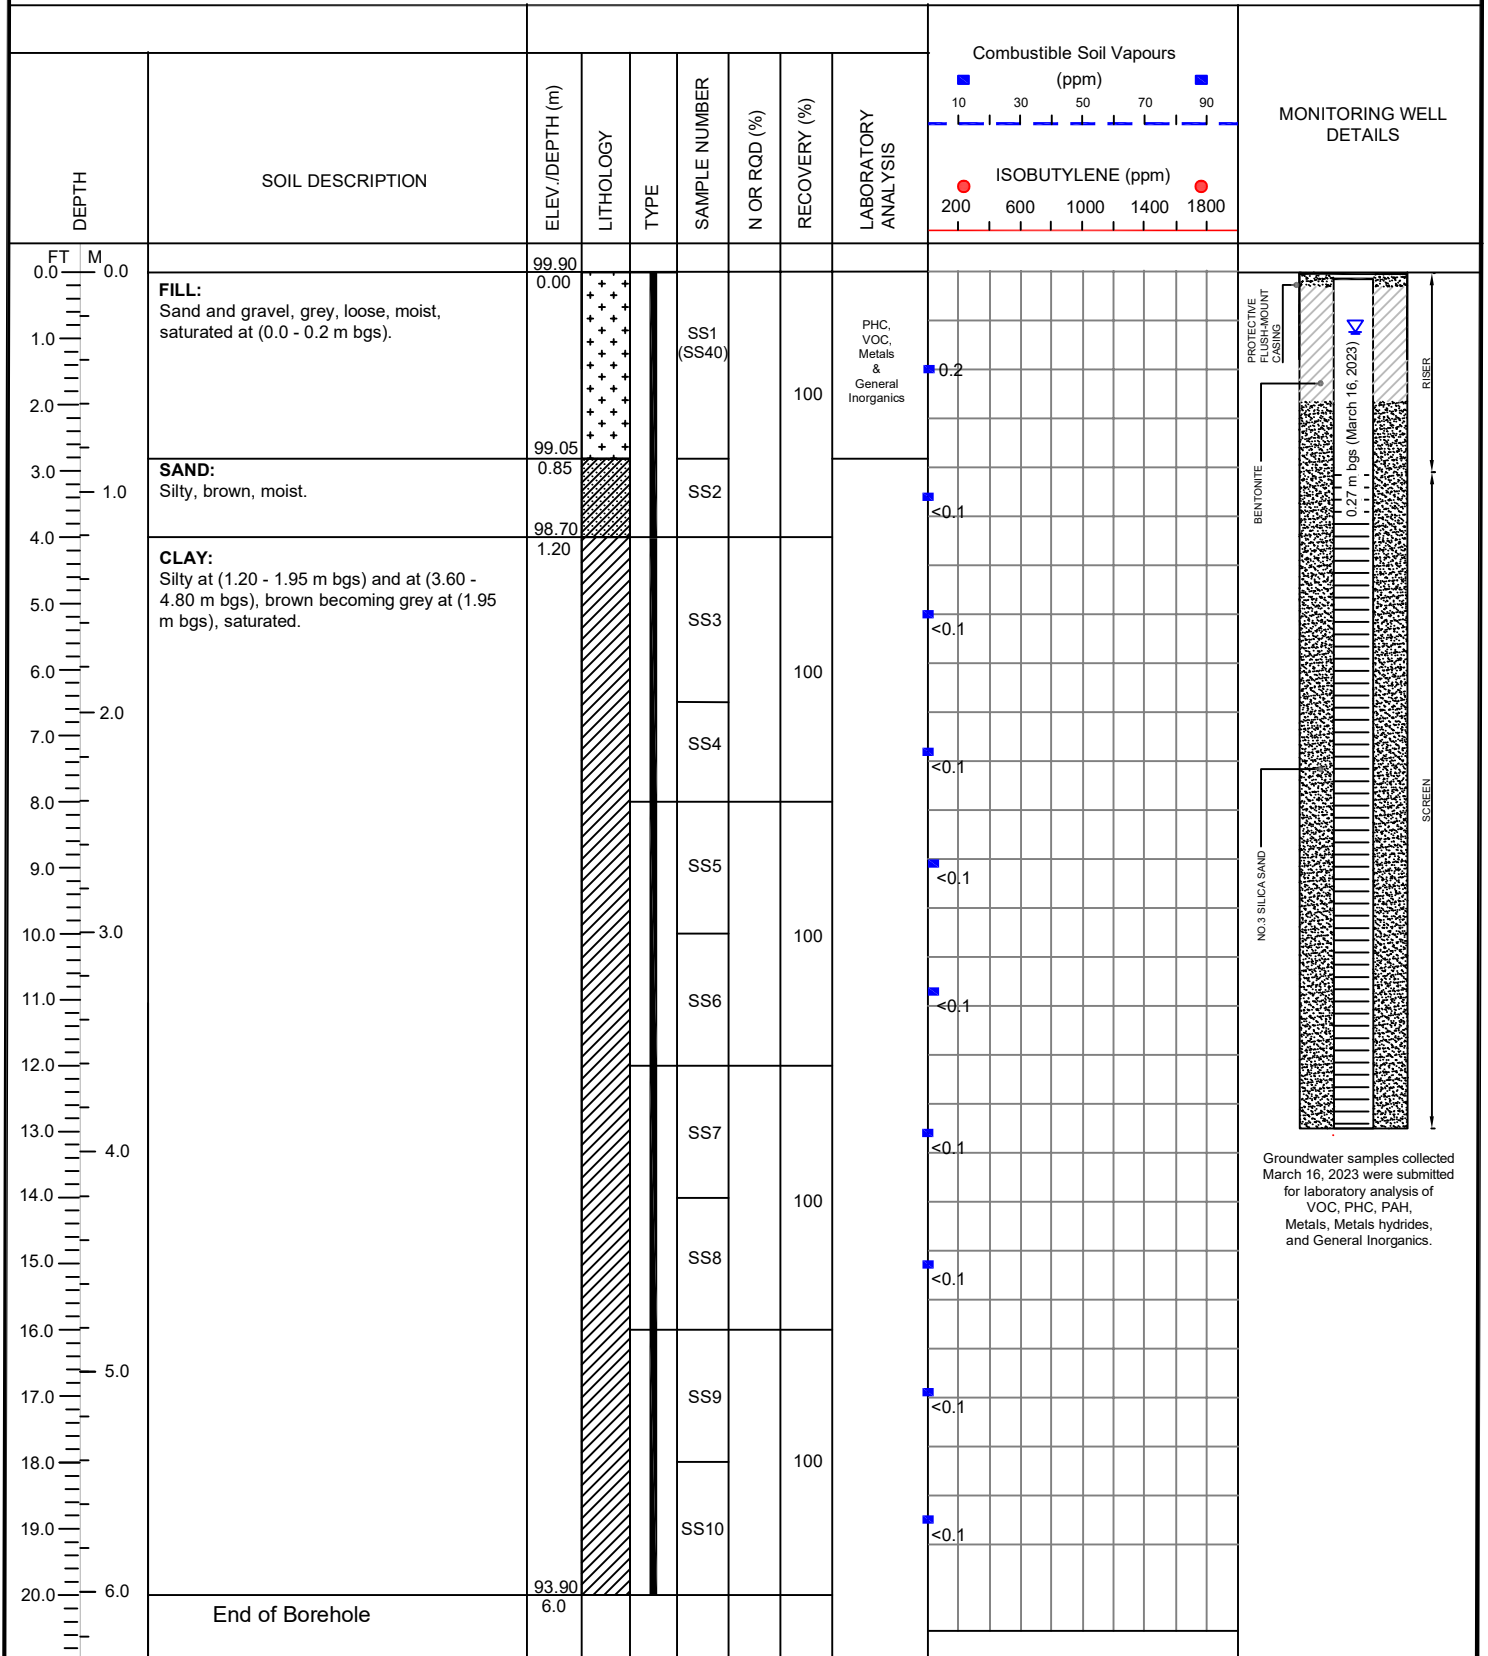 DEPTH
SOIL DESCRIPTION
ELEV./DEPTH (m)
LITHOLOGY
TYPE
SAMPLE NUMBER
N OR RQD (%)
RECOVERY (%)
LABORATORY
ANALYSIS
Combustible Soil Vapours
(ppm)
10 30 50 70 90
ISOBUTYLENE (ppm)
200 600 1000 1400 1800
MONITORING WELL
DETAILS
FT M
0.0 0.0
1.0
2.0
3.0
1.0
4.0
5.0
6.0
2.0
7.0
8.0
9.0
10.0 3.0
11.0
12.0
13.0
4.0
14.0
15.0
16.0
5.0
17.0
18.0
19.0
20.0 6.0
FILL:
Sand and gravel, grey, loose, moist,
saturated at (0.0 - 0.2 m bgs).
SAND:
Silty, brown, moist.
CLAY:
Silty at (1.20 - 1.95 m bgs) and at (3.60 -
4.80 m bgs), brown becoming grey at (1.95
m bgs), saturated.
End of Borehole
99.90
0.00
99.05
0.85
98.70
1.20
93.90
6.0
SS1
(SS40)
SS2
SS3
SS4
SS5
SS6
SS7
SS8
SS9
SS10
100
100
100
100
100
PHC,
VOC,
Metals
&
General
Inorganics
0.2
<0.1
<0.1
<0.1
<0.1
<0.1
<0.1
<0.1
<0.1
<0.1
PROTECTIVE
FLUSH-MOUNT
CASING
BENTONITE
NO.3 SILICA SAND
0.27 m bgs (March 16, 2023)
RISER
SCREEN
Groundwater samples collected
March 16, 2023 were submitted
for laboratory analysis of
VOC, PHC, PAH,
Metals, Metals hydrides,
and General Inorganics.